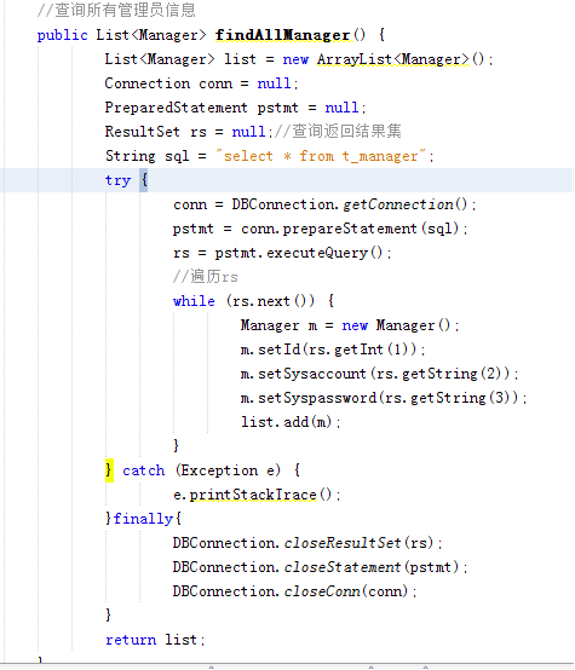 //查询所有管理员信息
public List<Manager> findAllManager() {
List<Manager> list = new ArrayList<Manager>();
Connection conn = null;
PreparedStatement pstmt = null;
ResultSet rs = null;//查询返回结果集
String sql = "select * from t_manager";
try {
conn = DBConnection.getConnection();
pstmt = conn.prepareStatement(sql);
rs = pstmt.executeQuery();
//遍历rs
while (rs.next()) {
Manager m = new Manager();
m.setId(rs.getInt(1));
m.setSysaccount(rs.getString(2));
m.setSyspassword(rs.getString(3));
list.add(m);
}
} catch (Exception e) {
e.printStackTrace();
}finally{
DBConnection.closeResultSet(rs);
DBConnection.closeStatement(pstmt);
DBConnection.closeConn(conn);
}
return list;
}